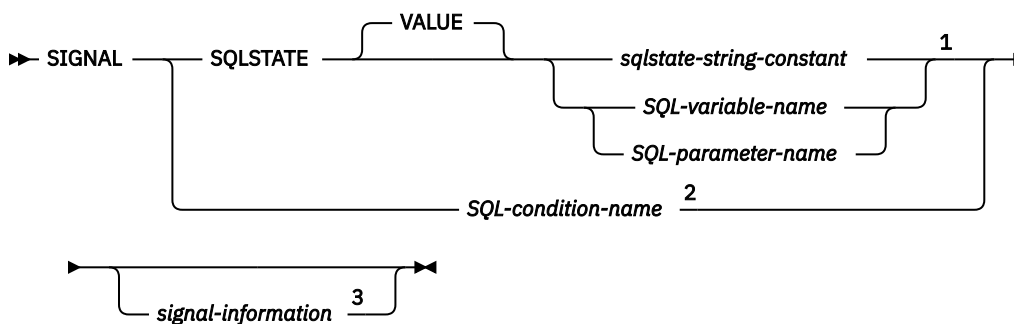 VALUE
SIGNAL SQLSTATE sqlstate-string-constant 1
SQL-variable-name
SQL-parameter-name
SQL-condition-name 2
signal-information 3